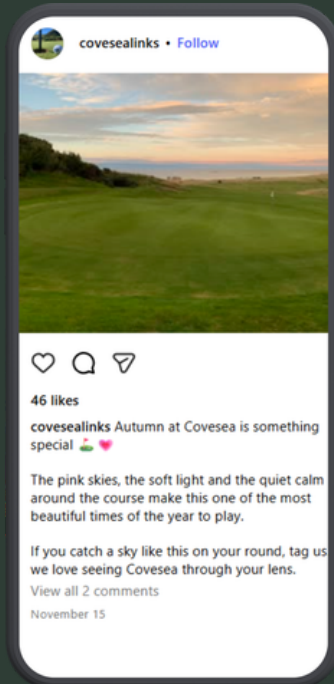 covesealinks • Follow
46 likes
covesealinks Autumn at Covesea is something
special ⛳ 💓
The pink skies, the soft light and the quiet calm
around the course make this one of the most
beautiful times of the year to play.
If you catch a sky like this on your round, tag us
we love seeing Covesea through your lens.
View all 2 comments
November 15